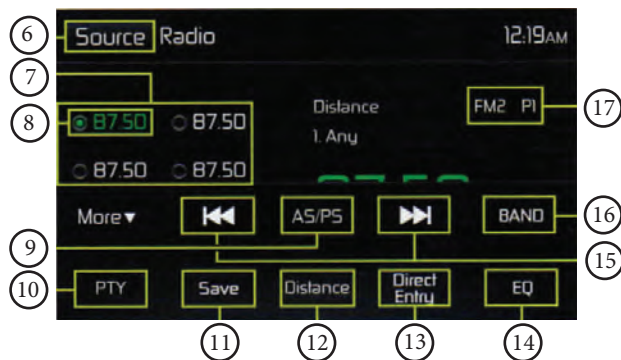 6 Source Radio 12:19AM
7
8 87.50 87.50 Distance FM2 P1 17
1. Any
87.50 87.50
More▼ AS/PS BAND 16
9 15
10 PTY Save Distance Direct Entry EQ
11 12 13 14